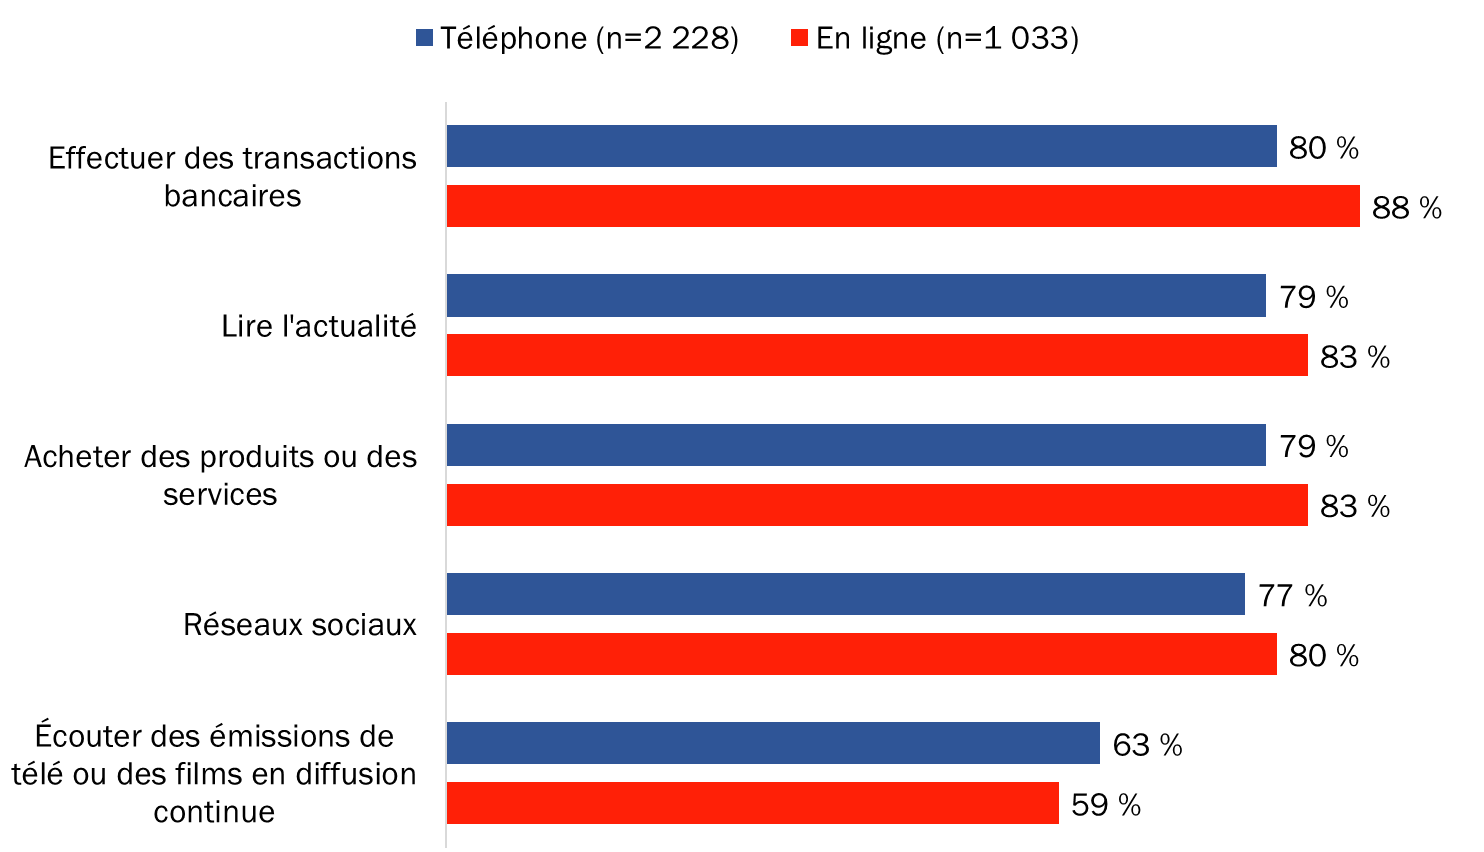 Téléphone (n=2 228) En ligne (n=1 033)
Effectuer des transactions
bancaires
80 %
88 %
Lire l'actualité
79 %
83 %
Acheter des produits ou des
services
79 %
83 %
Réseaux sociaux
77 %
80 %
Écouter des émissions de
télé ou des films en diffusion
continue
63 %
59 %